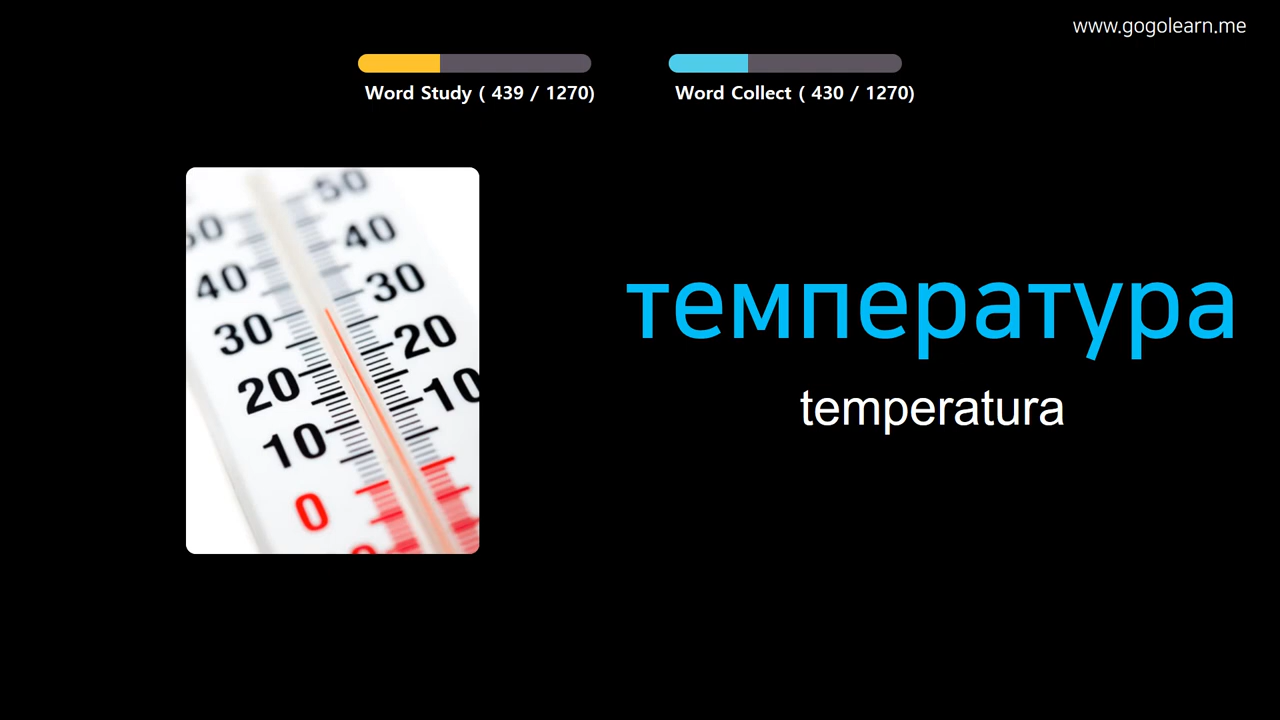 www.gogolearn.me
Word Study ( 439 / 1270)
Word Collect ( 430 / 1270)
50
50
40
40
30
30
20
20
10
10
0
температура
temperatura